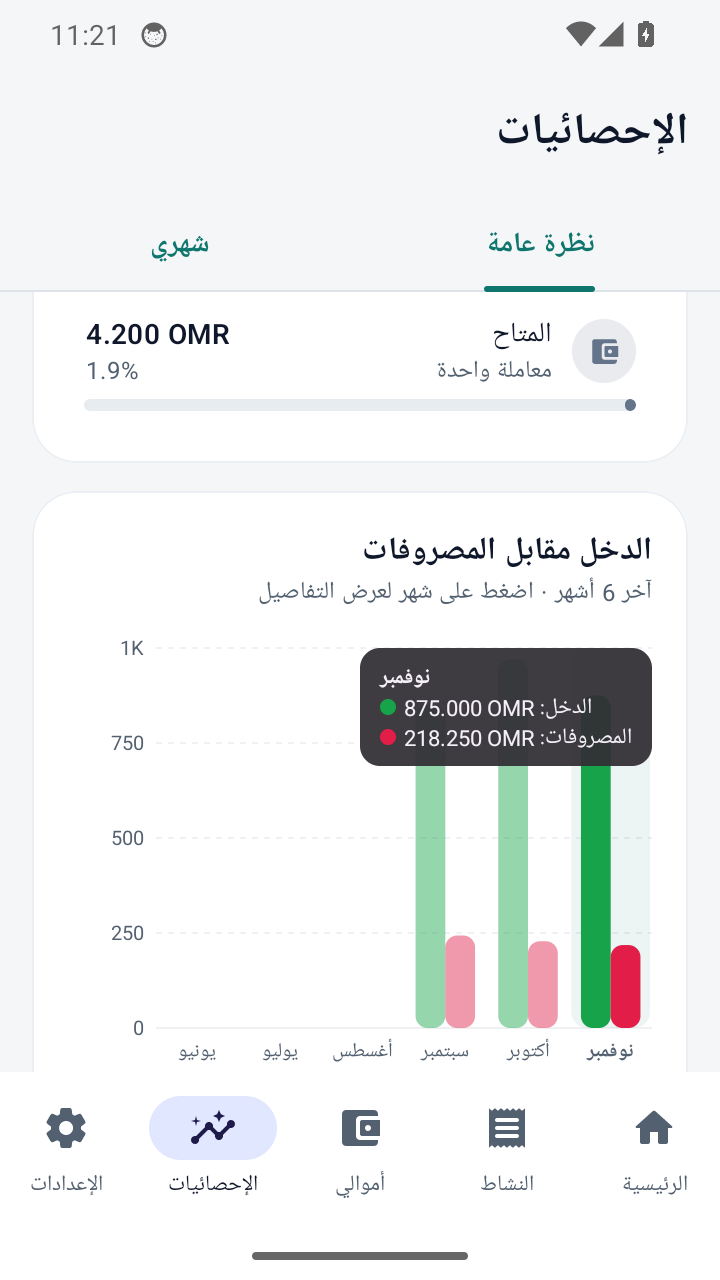 11:21
الإحصائيات
نظرة عامة
شهري
المتاح
4.200 OMR
معاملة واحدة
1.9%
الدخل مقابل المصروفات
آخر 6 أشهر · اضغط على شهر لعرض التفاصيل
1K
750
500
250
0
نوفمبر
الدخل: 875.000 OMR
المصروفات: 218.250 OMR
يونيو
يوليو
أغسطس
سبتمبر
أكتوبر
نوفمبر
الرئيسية
النشاط
أموالي
الإحصائيات
الإعدادات